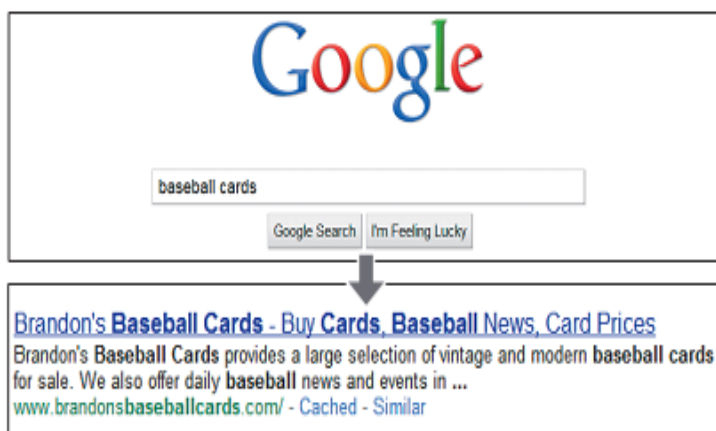 Google
baseball cards
Google Search I'm Feeling Lucky
Brandon's Baseball Cards - Buy Cards, Baseball News, Card Prices
Brandon's Baseball Cards provides a large selection of vintage and modern baseball cards
for sale. We also offer daily baseball news and events in ...
www.brandonsbaseballcards.com/ - Cached - Similar